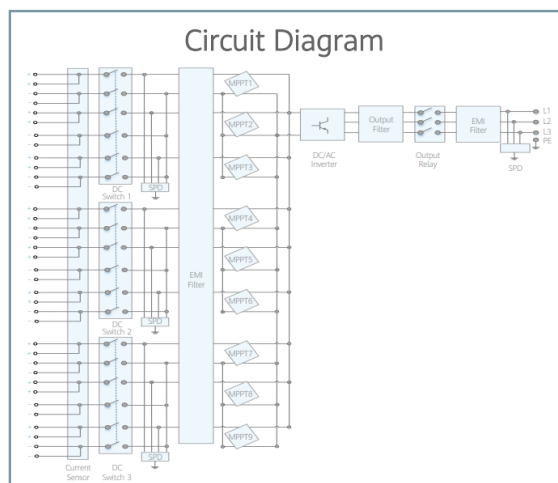 Circuit Diagram
MPPT1
MPPT2
MPPT3
SPD
DC
Switch 1
MPPT4
MPPT5
MPPT6
SPD
DC
Switch 2
EMI
Filter
MPPT7
MPPT8
MPPT9
SPD
Current
Sensor
DC
Switch 3
DC/AC
Inverter
Output
Filter
Output
Relay
EMI
Filter
L1
L2
L3
PE
SPD